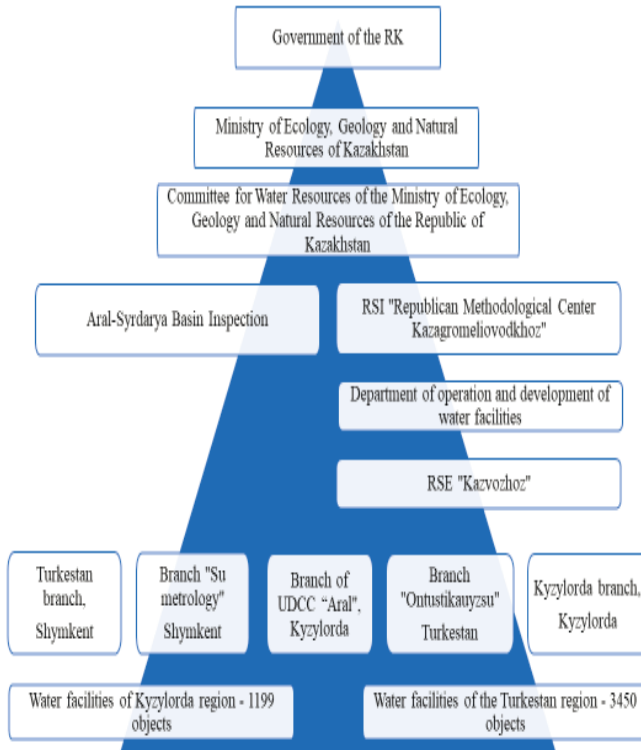 Government of the RK
Ministry of Ecology, Geology and Natural
Resources of Kazakhstan
Committee for Water Resources of the Ministry of Ecology,
Geology and Natural Resources of the Republic of
Kazakhstan
Aral-Syrdarya Basin Inspection
RSI "Republican Methodological Center
Kazagromeliovodkhoz"
Department of operation and development of
water facilities
RSE "Kazvozhoz"
Turkestan
branch,
Shymkent
Branch "Su
metrology"
Shymkent
Branch of
UDCC “Aral”,
Kyzylorda
Branch
"Ontustikauyzsu"
Turkestan
Kyzylorda branch,
Kyzylorda
Water facilities of Kyzylorda region - 1199
objects
Water facilities of the Turkestan region - 3450
objects